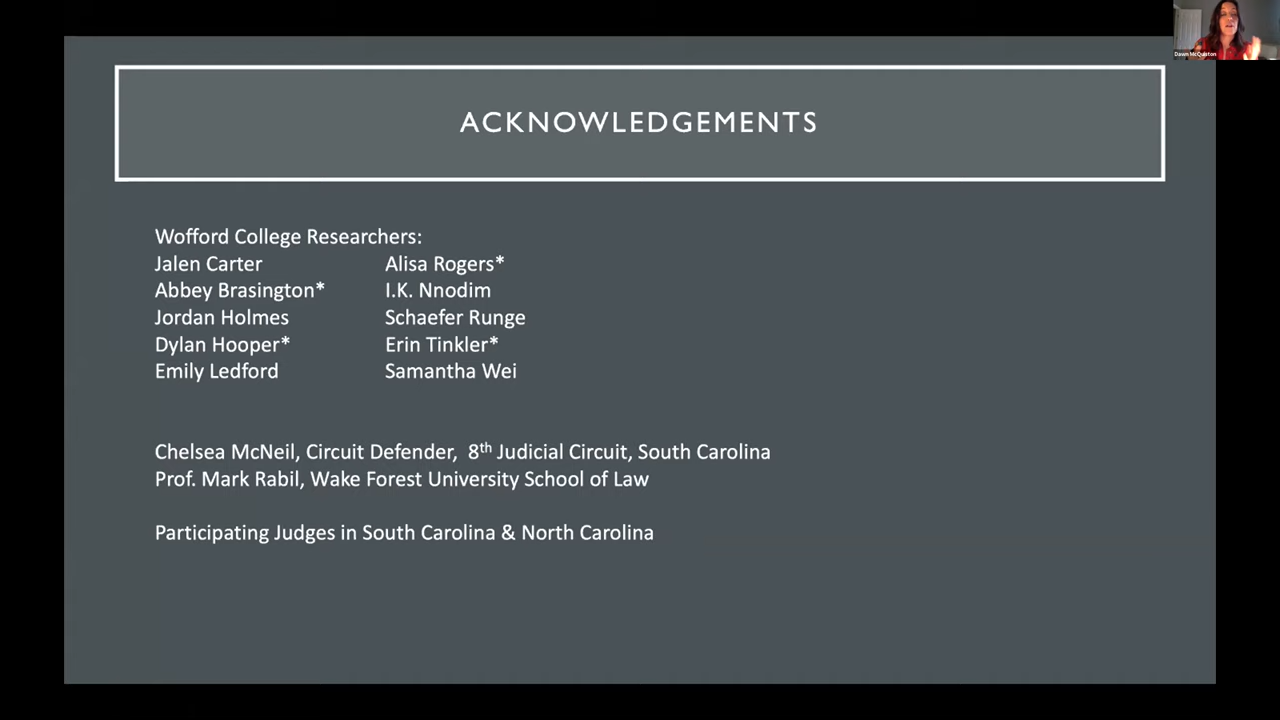 Dawn McQuiston
ACKNOWLEDGEMENTS
Wofford College Researchers:
Jalen Carter Alisa Rogers*
Abbey Brasington* I.K. Nnodim
Jordan Holmes Schaefer Runge
Dylan Hooper* Erin Tinkler*
Emily Ledford Samantha Wei
Chelsea McNeil, Circuit Defender, 8th Judicial Circuit, South Carolina
Prof. Mark Rabil, Wake Forest University School of Law
Participating Judges in South Carolina & North Carolina